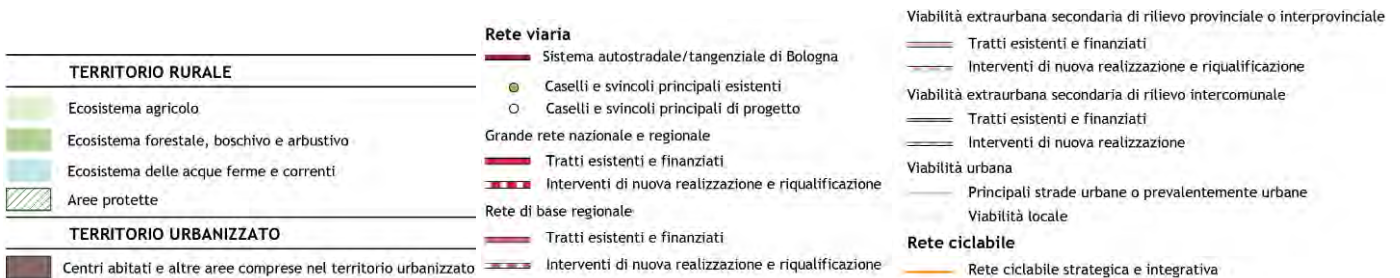 TERRITORIO RURALE
Ecosistema agricolo
Ecosistema forestale, boschivo e arbustivo
Ecosistema delle acque ferme e correnti
Aree protette
TERRITORIO URBANIZZATO
Centri abitati e altre aree comprese nel territorio urbanizzato
Rete viaria
Sistema autostradale/tangenziale di Bologna
Caselli e svincoli principali esistenti
Caselli e svincoli principali di progetto
Grande rete nazionale e regionale
Tratti esistenti e finanziati
Interventi di nuova realizzazione e riqualificazione
Rete di base regionale
Tratti esistenti e finanziati
Interventi di nuova realizzazione e riqualificazione
Viabilità extraurbana secondaria di rilievo provinciale o interprovinciale
Tratti esistenti e finanziati
Interventi di nuova realizzazione e riqualificazione
Viabilità extraurbana secondaria di rilievo intercomunale
Tratti esistenti e finanziati
Interventi di nuova realizzazione
Viabilità urbana
Principali strade urbane o prevalentemente urbane
Viabilità locale
Rete ciclabile
Rete ciclabile strategica e integrativa